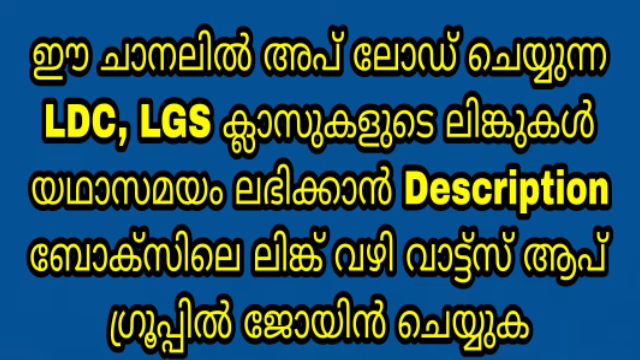 ഈ ചാനലിൽ അപ് ലോഡ് ചെയ്യുന്ന
LDC, LGS ക്ലാസുകളുടെ ലിങ്കുകൾ
യഥാസമയം ലഭിക്കാൻ Description
ബോക്സിലെ ലിങ്ക് വഴി വാട്ട്സ് ആപ്
ഗ്രൂപ്പിൽ ജോയിൻ ചെയ്യുക